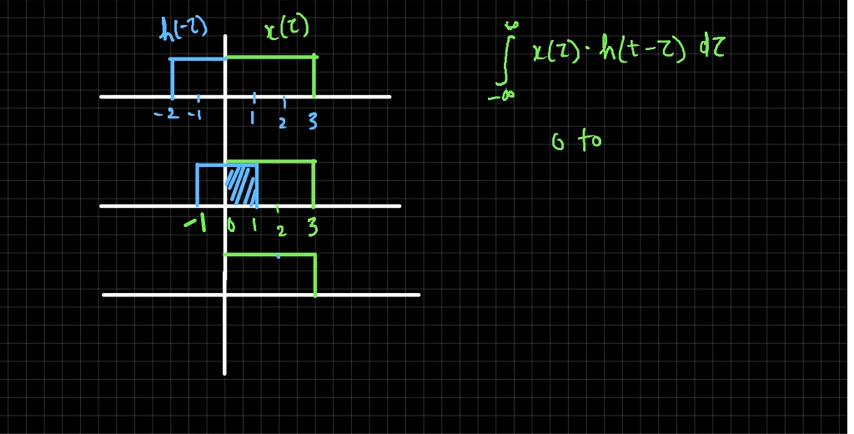 h(-τ) x(τ)
∫_{-∞}^{∞} x(τ)·h(t-τ) dτ
-2 -1 1 2 3
0 to
-1 0 1 2 3